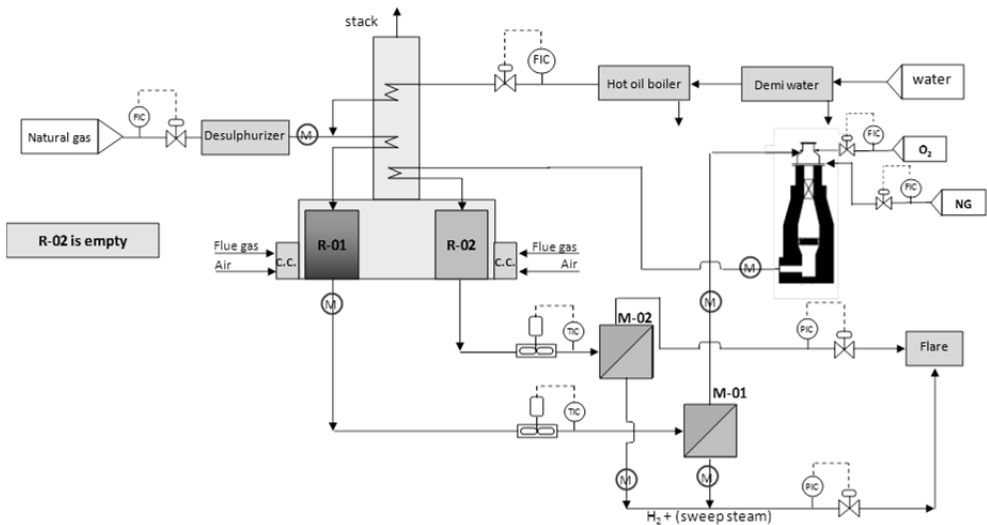 stack
FIC
Hot oil boiler
Demi water
water
FIC
Natural gas
Desulphurizer
M
FIC
O₂
FIC
NG
R-02 is empty
R-01
R-02
Flue gas
Air
C.C.
C.C.
Flue gas
Air
M
M
M
TIC
M-02
PIC
Flare
TIC
M-01
M
M
PIC
H₂ + (sweep steam)